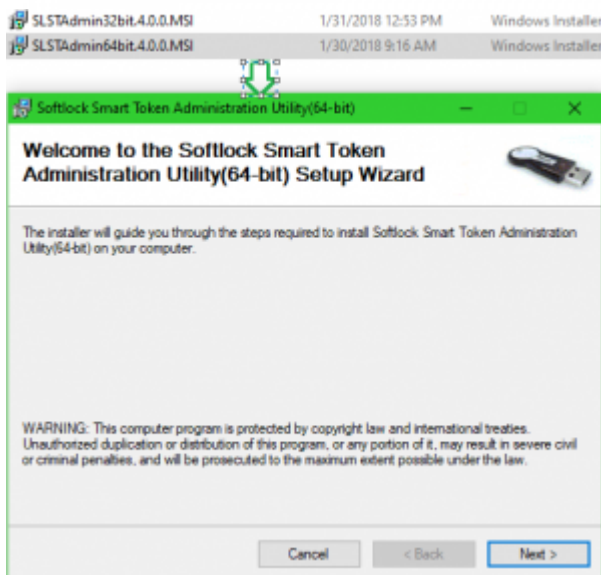 SLSTAdmin32bit.4.0.0.MSI 1/31/2018 12:53 PM Windows Installer
SLSTAdmin64bit.4.0.0.MSI 1/30/2018 9:16 AM Windows Installer
Softlock Smart Token Administration Utility(64-bit)
Welcome to the Softlock Smart Token
Administration Utility(64-bit) Setup Wizard
The installer will guide you through the steps required to install Softlock Smart Token Administration
Utility(64-bit) on your computer.
WARNING: This computer program is protected by copyright law and international treaties.
Unauthorized duplication or distribution of this program, or any portion of it, may result in severe civil
or criminal penalties, and will be prosecuted to the maximum extent possible under the law.
Cancel < Back Next >